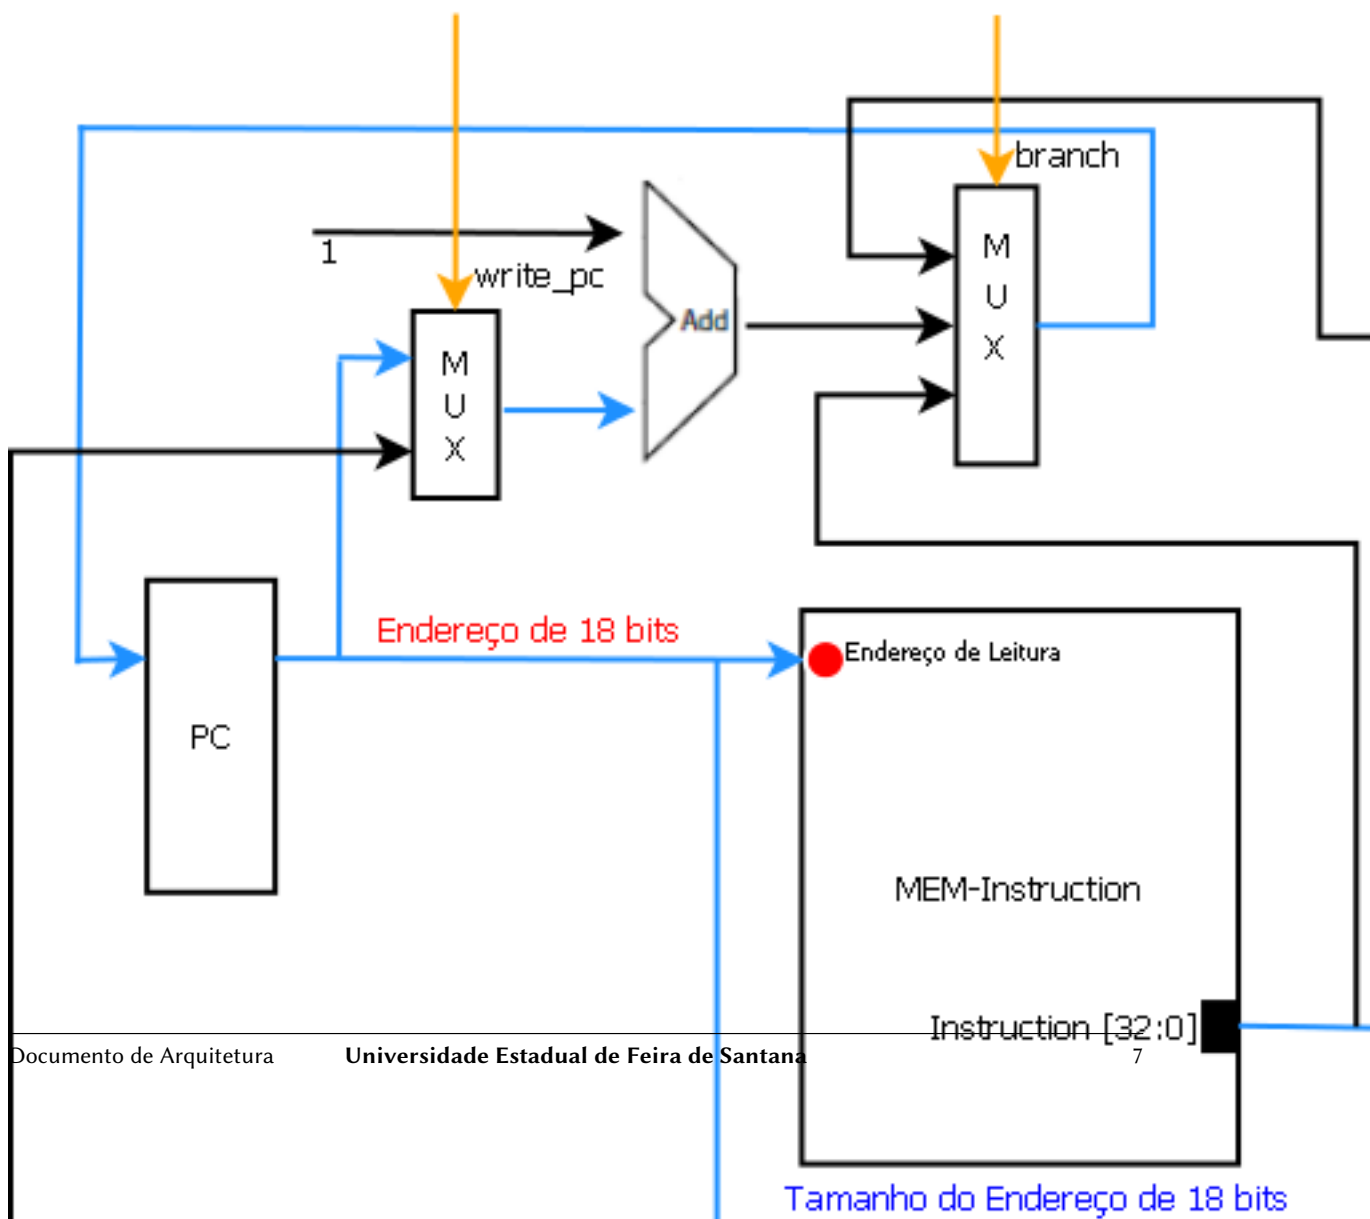 branch
1
write_pc
M
U
X
Add
M
U
X
Endereço de 18 bits
Endereço de Leitura
PC
MEM-Instruction
Instruction [32:0]
Documento de Arquitetura Universidade Estadual de Feira de Santana 7
Tamanho do Endereço de 18 bits